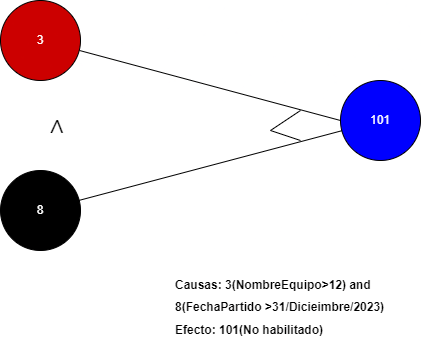 3
101
^
8
Causas: 3(NombreEquipo>12) and
8(FechaPartido >31/Dicieimbre/2023)
Efecto: 101(No habilitado)